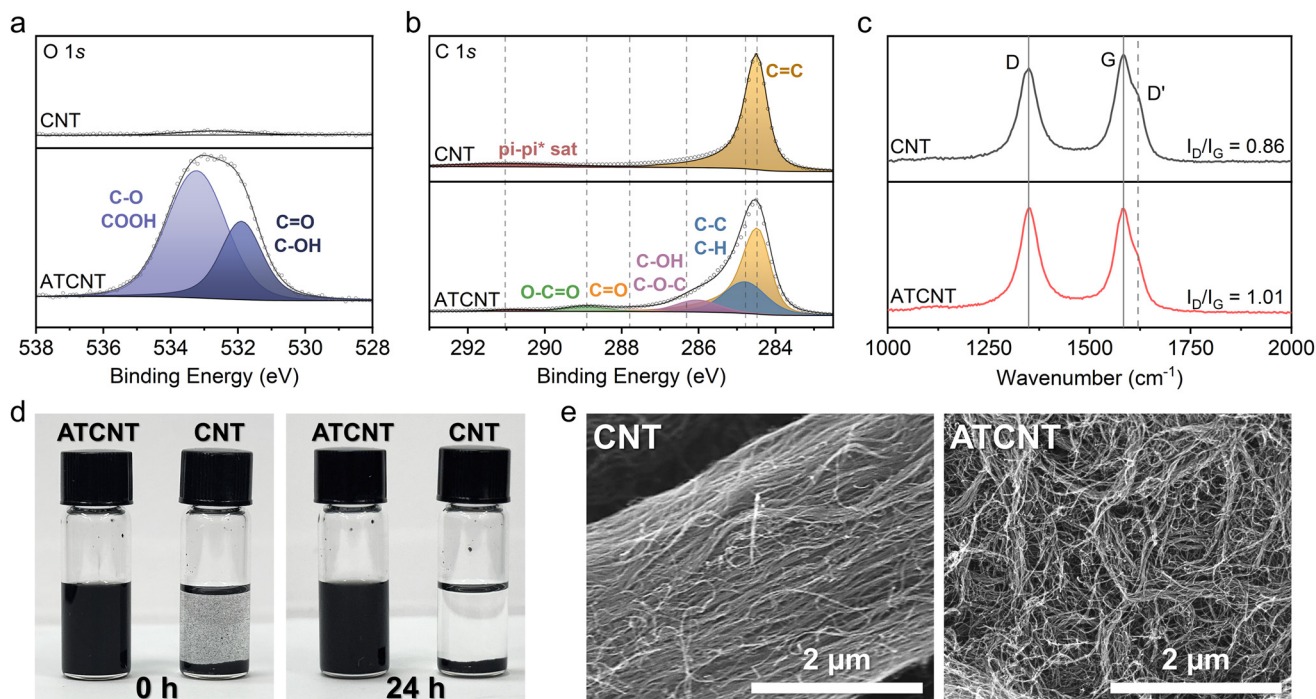 a
O 1s
CNT
C-O
COOH
C=O
C-OH
ATCNT
538 536 534 532 530 528
Binding Energy (eV)
b
C 1s
C=C
pi-pi* sat
CNT
C-C
C-H
C-OH
C-O-C
O-C=O
C=O
ATCNT
292 290 288 286 284
Binding Energy (eV)
c
D
G
D'
CNT
I_D/I_G = 0.86
ATCNT
I_D/I_G = 1.01
1000 1250 1500 1750 2000
Wavenumber (cm⁻¹)
d
ATCNT CNT
0 h
ATCNT CNT
24 h
e
CNT
2 µm
ATCNT
2 µm